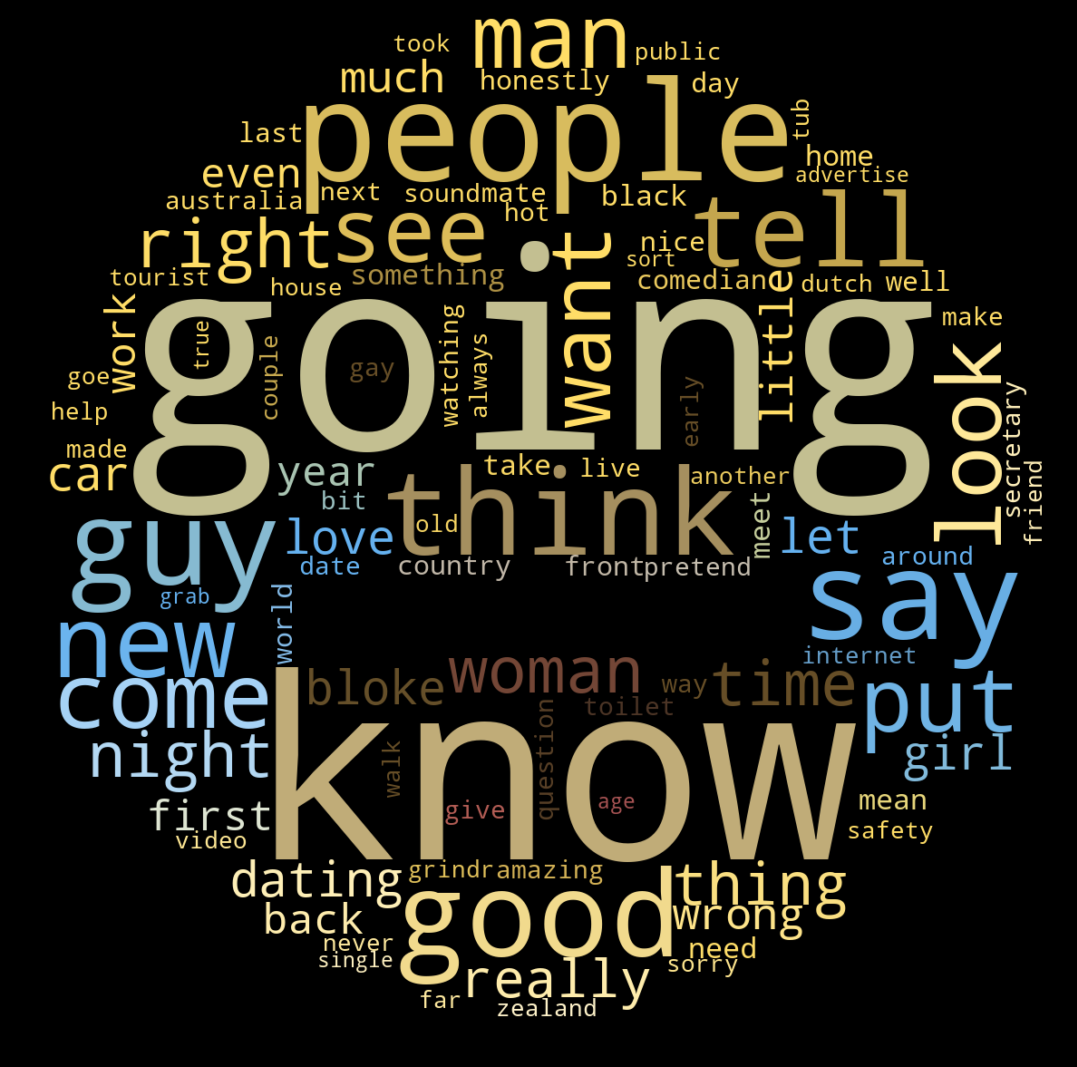 man
took
public
much
honestly
day
people
tub
last
home
even
advertise
next
soundmate
black
australia
hot
right
see
tell
want
nice
sort
tourist
something
comedian
dutch
well
house
little
going
work
true
couple
watching
always
make
gay
goe
early
look
help
secretary
made
car
year
take
live
another
friend
think
bit
meet
guy
love
old
let
date
country
front
pretend
around
grab
world
say
new
internet
come
bloke
woman
way
time
put
toilet
know
question
night
girl
walk
give
age
mean
first
safety
video
dating
grindr
amazing
thing
back
good
wrong
never
need
single
really
sorry
far
zealand